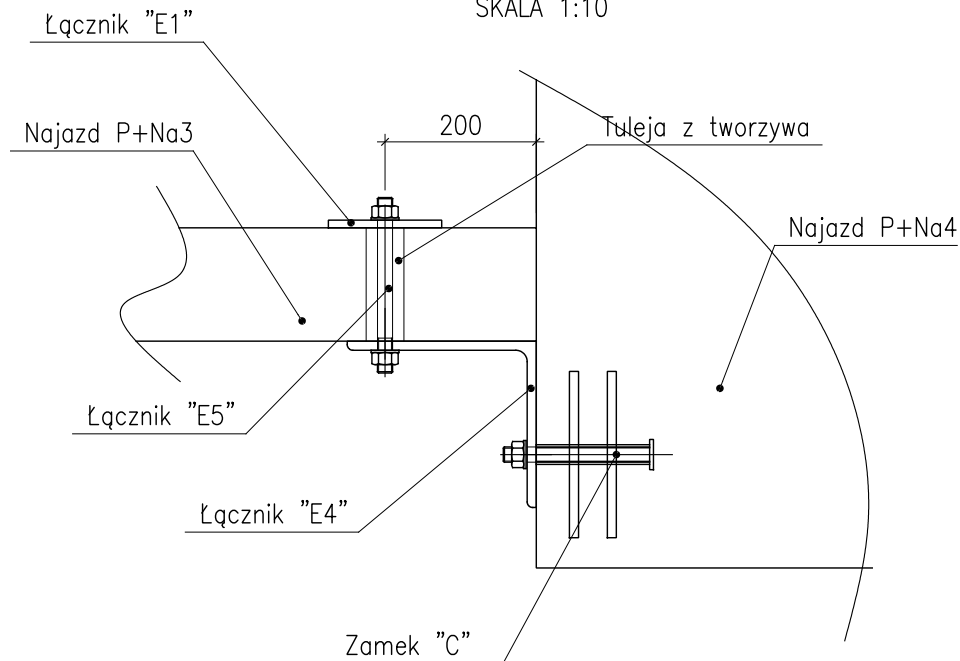 SKALA 1:10
Łącznik "E1"
200
Tuleja z tworzywa
Najazd P+Na3
Najazd P+Na4
Łącznik "E5"
Łącznik "E4"
Zamek "C"